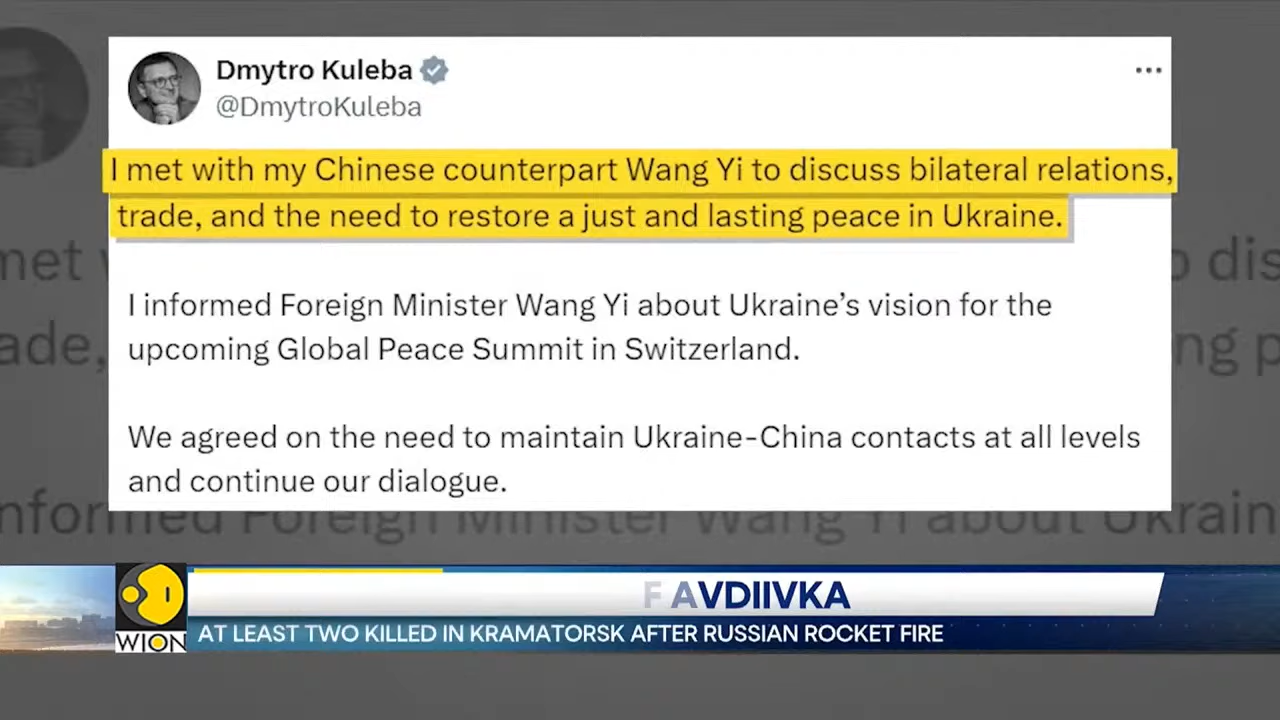 Dmytro Kuleba
@DmytroKuleba
I met with my Chinese counterpart Wang Yi to discuss bilateral relations,
trade, and the need to restore a just and lasting peace in Ukraine.
I informed Foreign Minister Wang Yi about Ukraine’s vision for the
upcoming Global Peace Summit in Switzerland.
We agreed on the need to maintain Ukraine-China contacts at all levels
and continue our dialogue.
F AVDIIVKA
WION
AT LEAST TWO KILLED IN KRAMATORSK AFTER RUSSIAN ROCKET FIRE